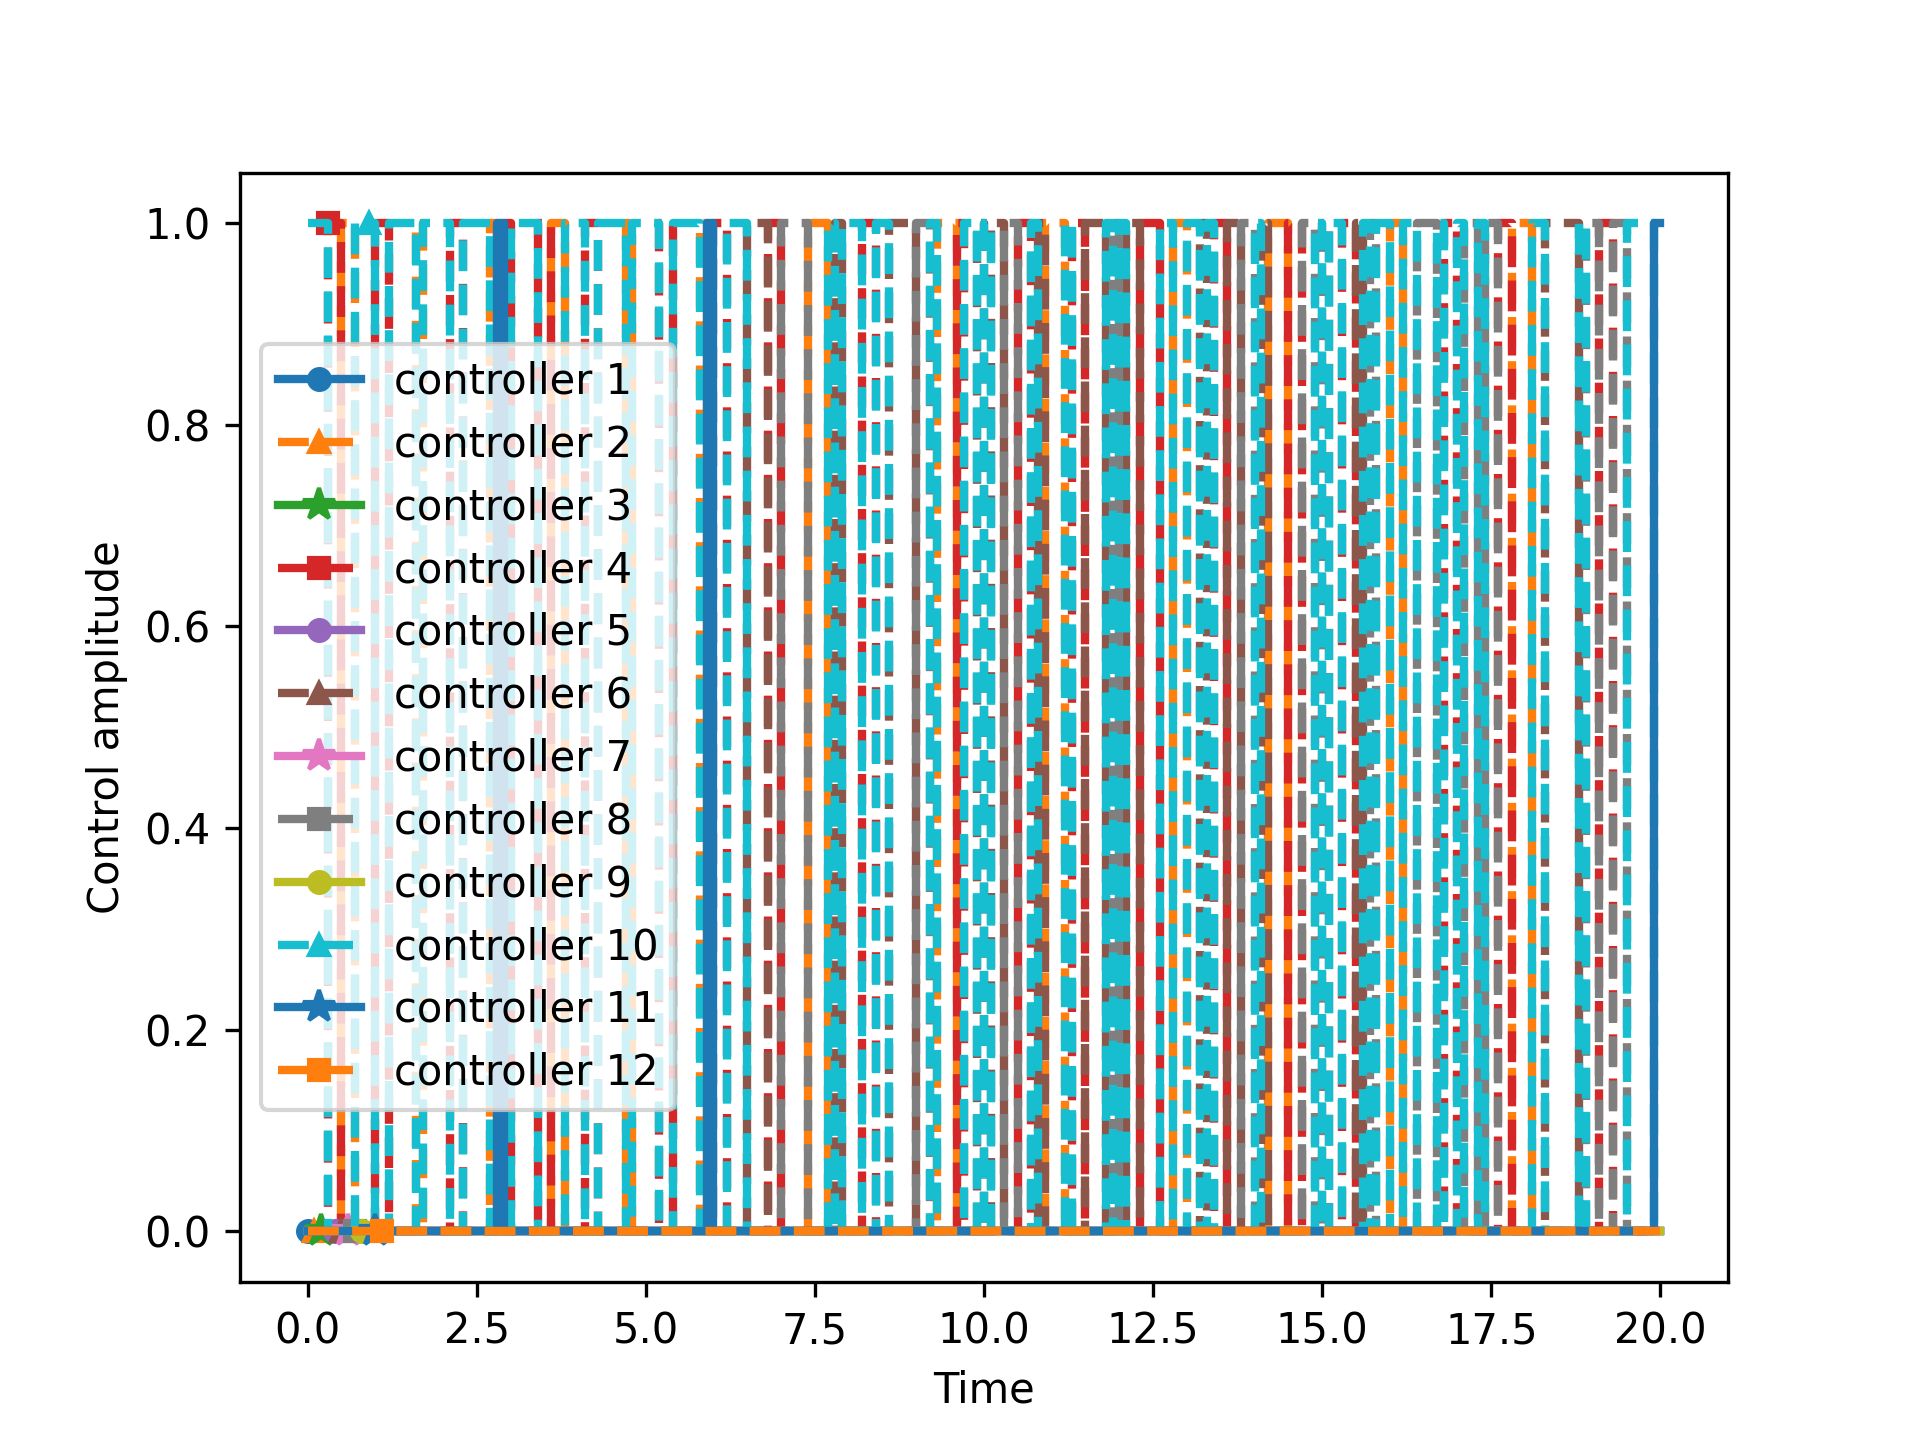 1.0
0.8
0.6
0.4
0.2
0.0
Control amplitude
controller 1
controller 2
controller 3
controller 4
controller 5
controller 6
controller 7
controller 8
controller 9
controller 10
controller 11
controller 12
0.0 2.5 5.0 7.5 10.0 12.5 15.0 17.5 20.0
Time